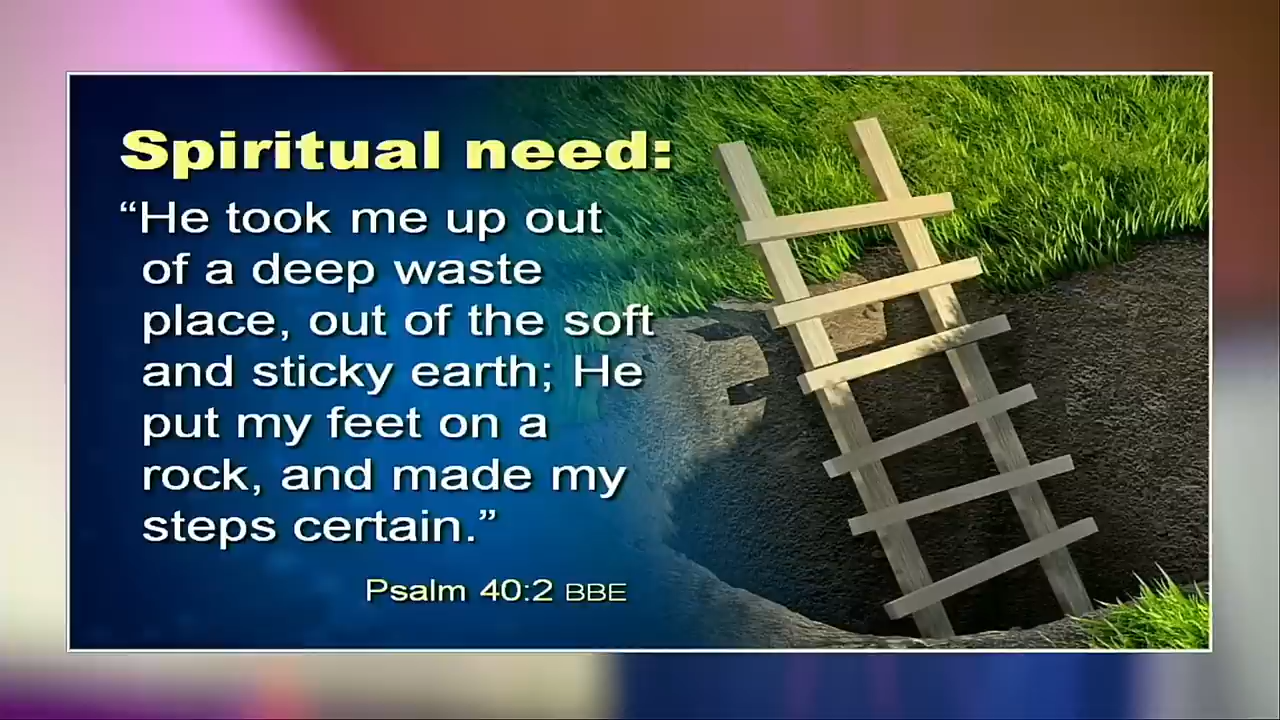 Spiritual need:
“He took me up out
of a deep waste
place, out of the soft
and sticky earth; He
put my feet on a
rock, and made my
steps certain.”
Psalm 40:2 BBE